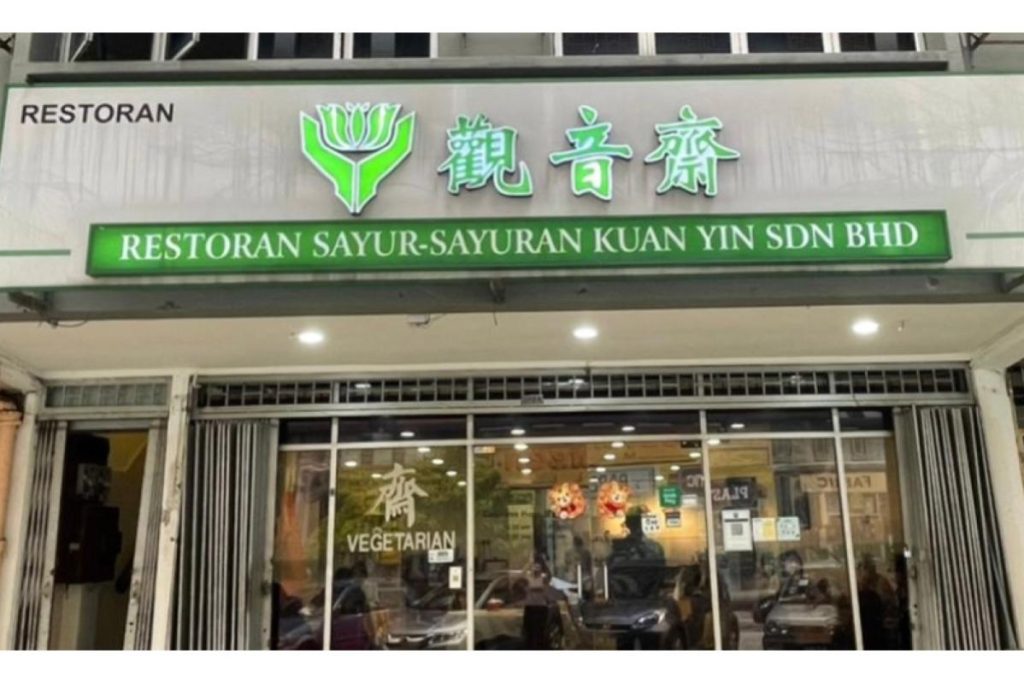 RESTORAN
觀音齋
RESTORAN SAYUR-SAYURAN KUAN YIN SDN BHD
齋
VEGETARIAN